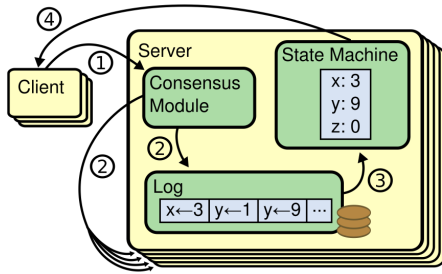 ④
①
Server
State Machine
Client
Consensus
Module
x: 3
y: 9
z: 0
②
②
③
Log
x←3 y←1 y←9 ...